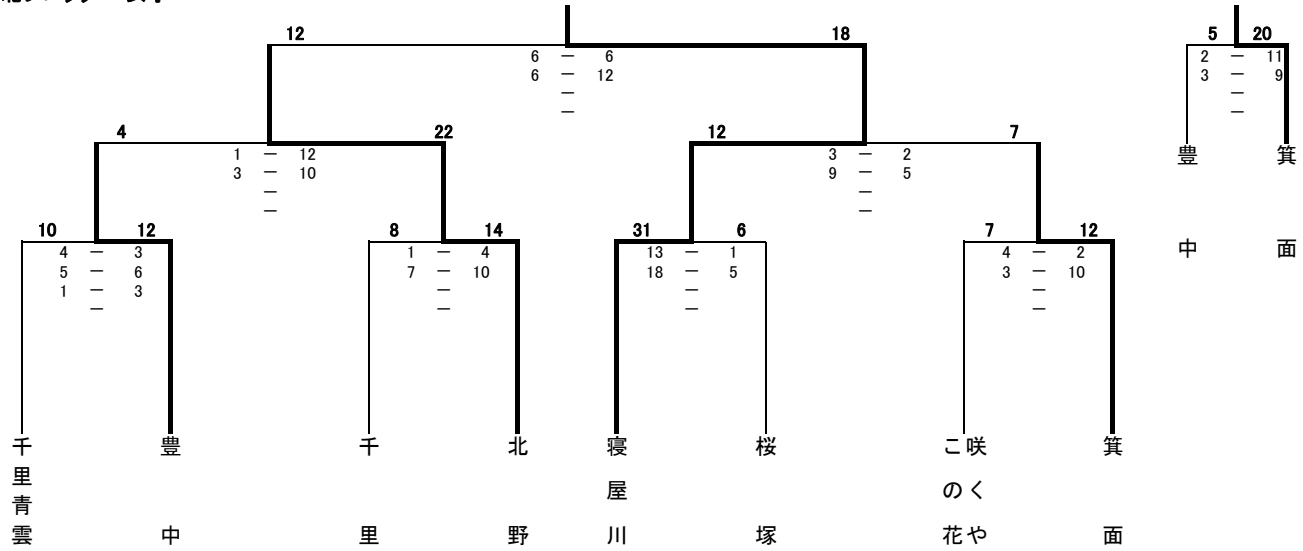 12 18 5 20
6 － 6 2 － 11
6 － 12 3 － 9
－ －
－ －
4 22 12 7
1 － 12 3 － 2
3 － 10 9 － 5
－ －
－ －
豊中 箕面
10 12 8 14 31 6 7 12
4 － 3 1 － 4 13 － 1 4 － 2
5 － 6 7 － 10 18 － 5 3 － 10
1 － 3 － － －
－ － － －
千里青雲 豊中 千里 北野 寝屋川 桜塚 咲くや この花 箕面